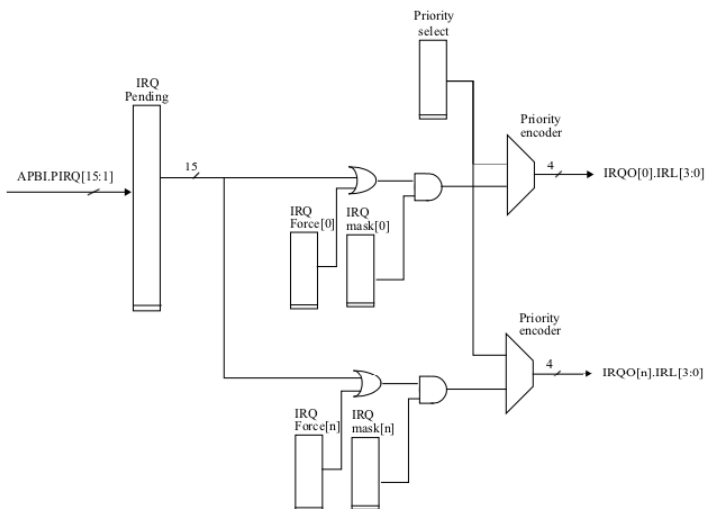 Priority
select
IRQ
Pending
APBI.PIRQ[15:1]
15
Priority
encoder
4
IRQO[0].IRL[3:0]
IRQ
Force[0]
IRQ
mask[0]
Priority
encoder
4
IRQO[n].IRL[3:0]
IRQ
Force[n]
IRQ
mask[n]